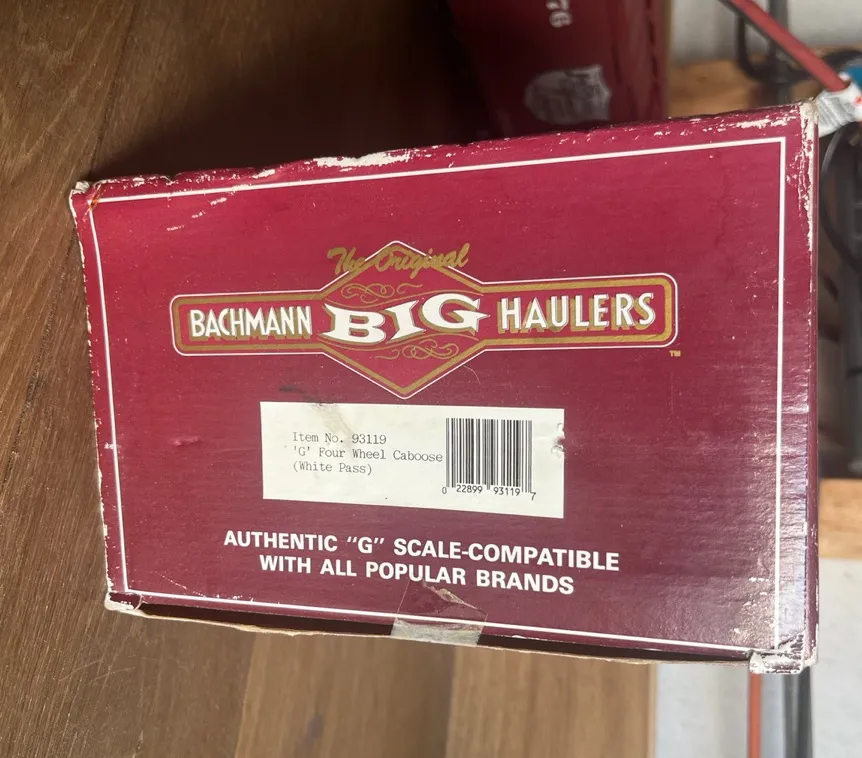 76
The Original
BACHMANN BIG HAULERS
TM
Item No. 93119
'G' Four Wheel Caboose
(White Pass)
0 22899 93119 7
AUTHENTIC "G" SCALE-COMPATIBLE
WITH ALL POPULAR BRANDS